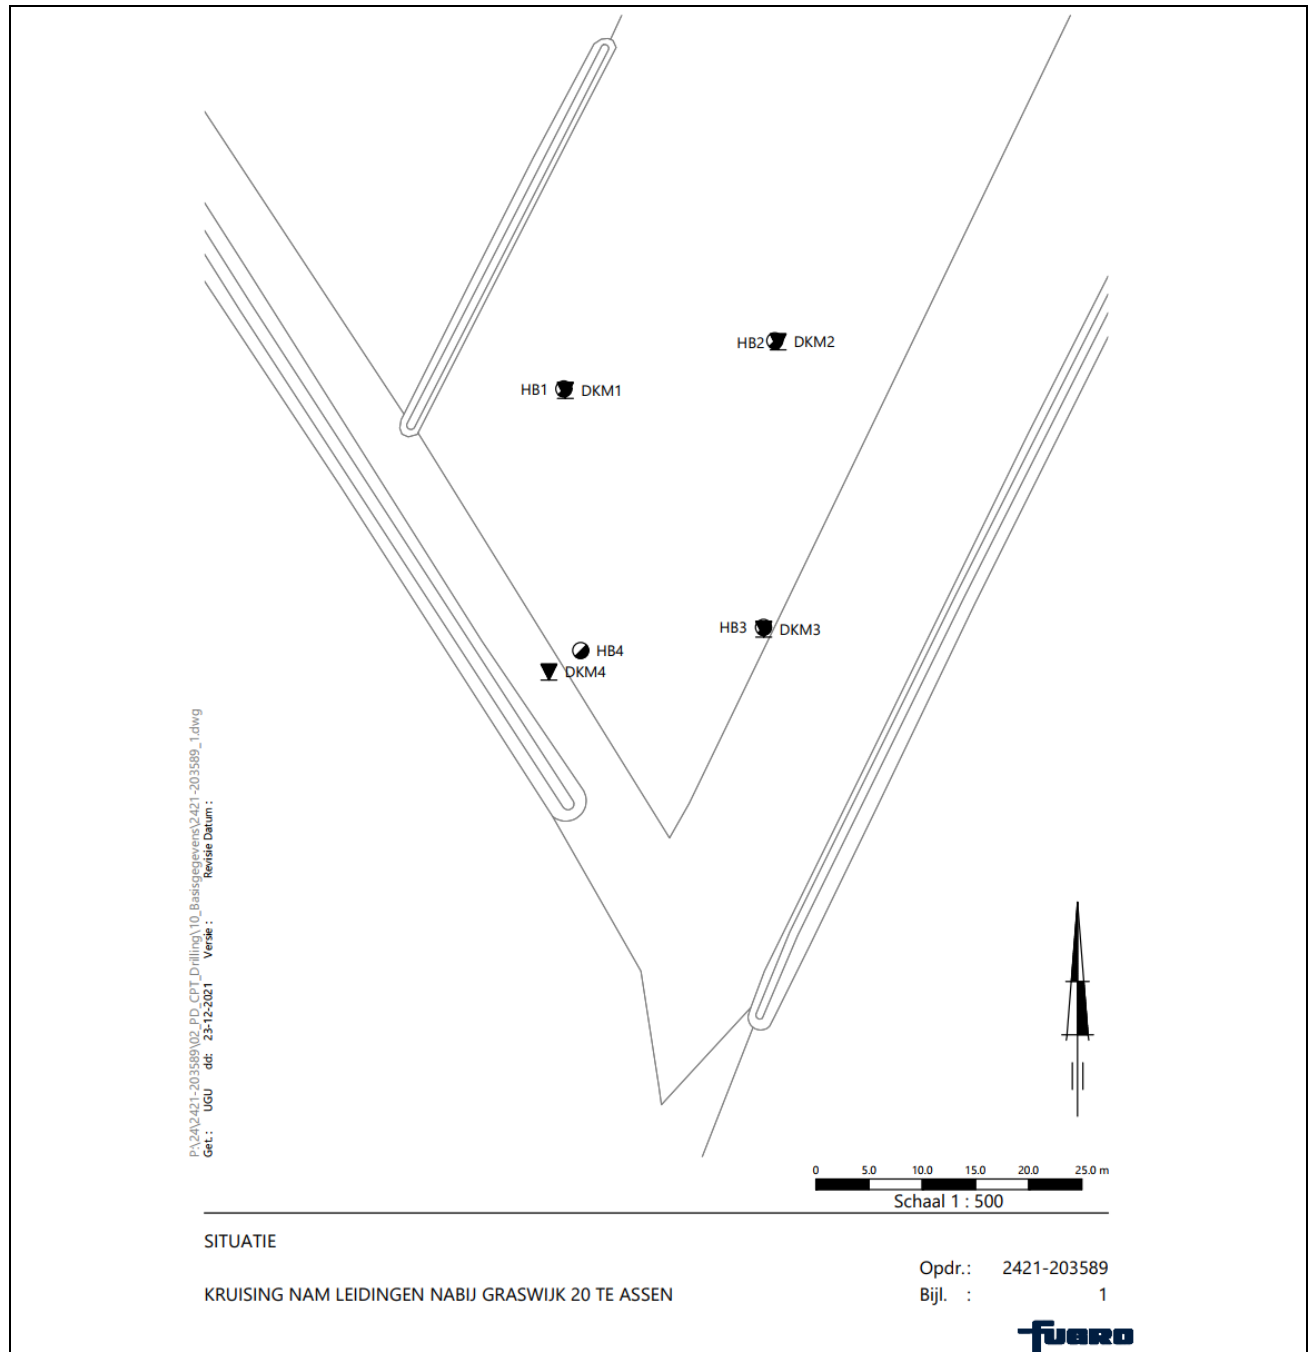 HB2 DKM2
HB1 DKM1
HB3 DKM3
HB4
DKM4
P:\24\2421-203589\02_PD_CPT_Drilling\10_Basisgegevens\2421-203589_1.dwg
Get.: UGU dd: 23-12-2021 Versie : Revisie Datum :
0 5.0 10.0 15.0 20.0 25.0 m
Schaal 1 : 500
SITUATIE
Opdr.: 2421-203589
KRUISING NAM LEIDINGEN NABIJ GRASWIJK 20 TE ASSEN
Bijl. : 1
fugro